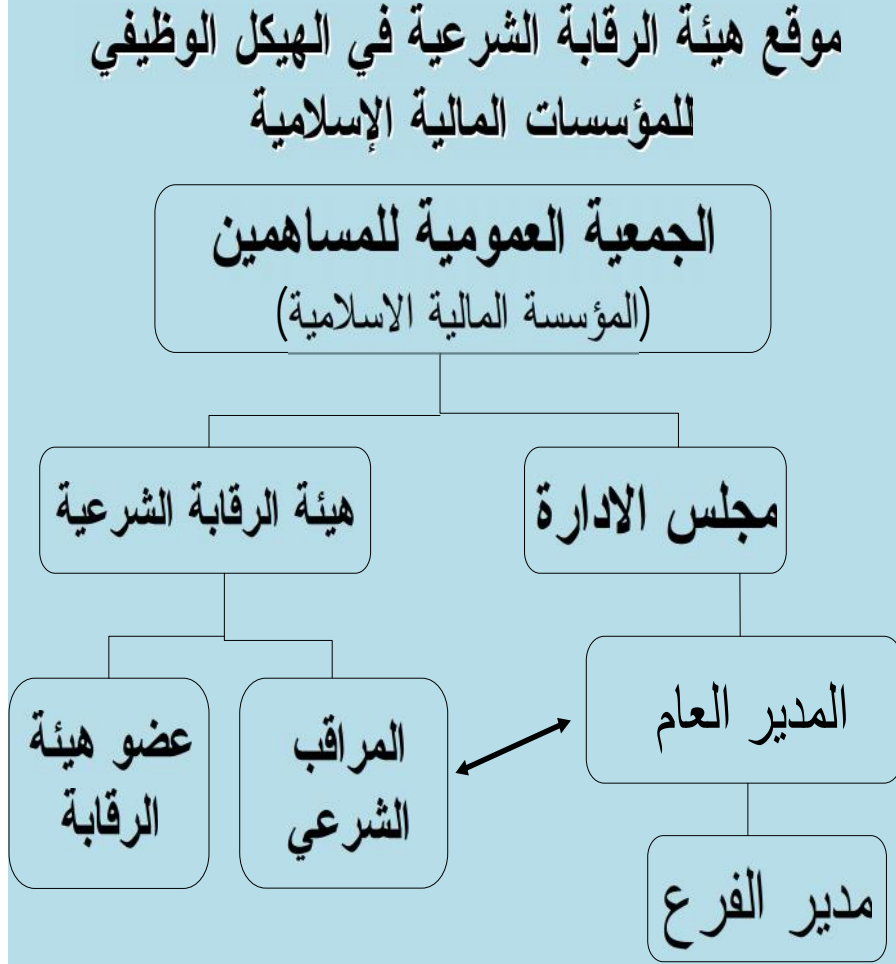 موقع هيئة الرقابة الشرعية في الهيكل الوظيفي
للمؤسسات المالية الإسلامية
الجمعية العمومية للمساهمين
(المؤسسة المالية الاسلامية)
مجلس الادارة
هيئة الرقابة الشرعية
المدير العام
المراقب
الشرعي
عضو هيئة
الرقابة
مدير الفرع